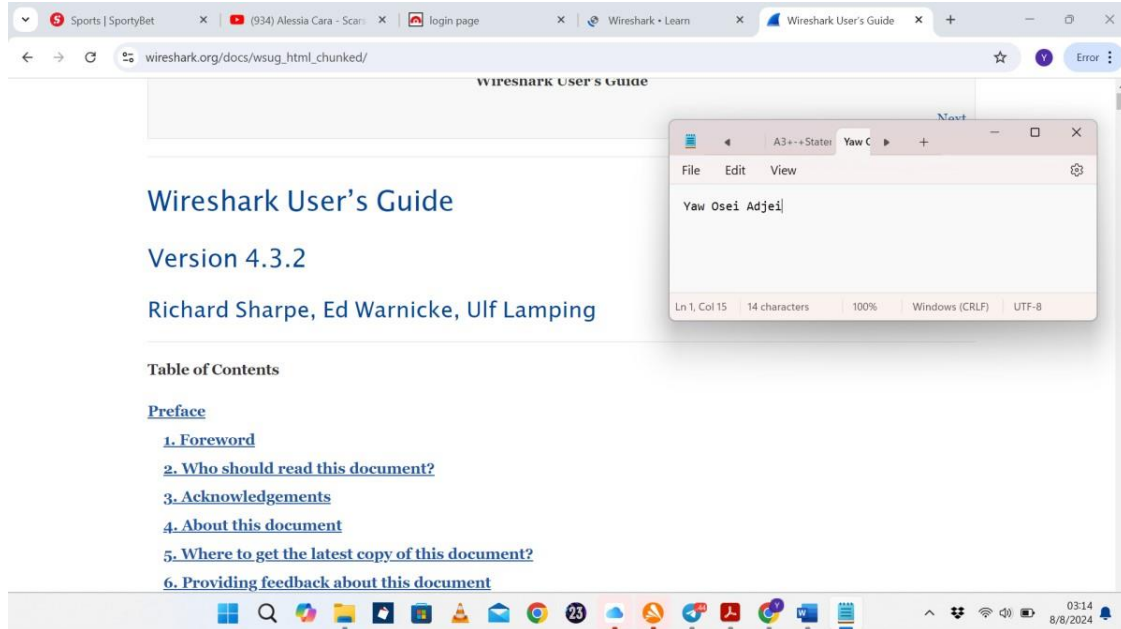 Sports | SportyBet
(934) Alessia Cara - Scars
login page
Wireshark • Learn
Wireshark User's Guide
wireshark.org/docs/wsug_html_chunked/
Y
Error
Wireshark User's Guide
Next
Wireshark User's Guide
Version 4.3.2
Richard Sharpe, Ed Warnicke, Ulf Lamping
Table of Contents
Preface
1. Foreword
2. Who should read this document?
3. Acknowledgements
4. About this document
5. Where to get the latest copy of this document?
6. Providing feedback about this document
A3+-+Stater
Yaw
File Edit View
Yaw Osei Adjei
Ln 1, Col 15 14 characters 100% Windows (CRLF) UTF-8
23
03:14
8/8/2024